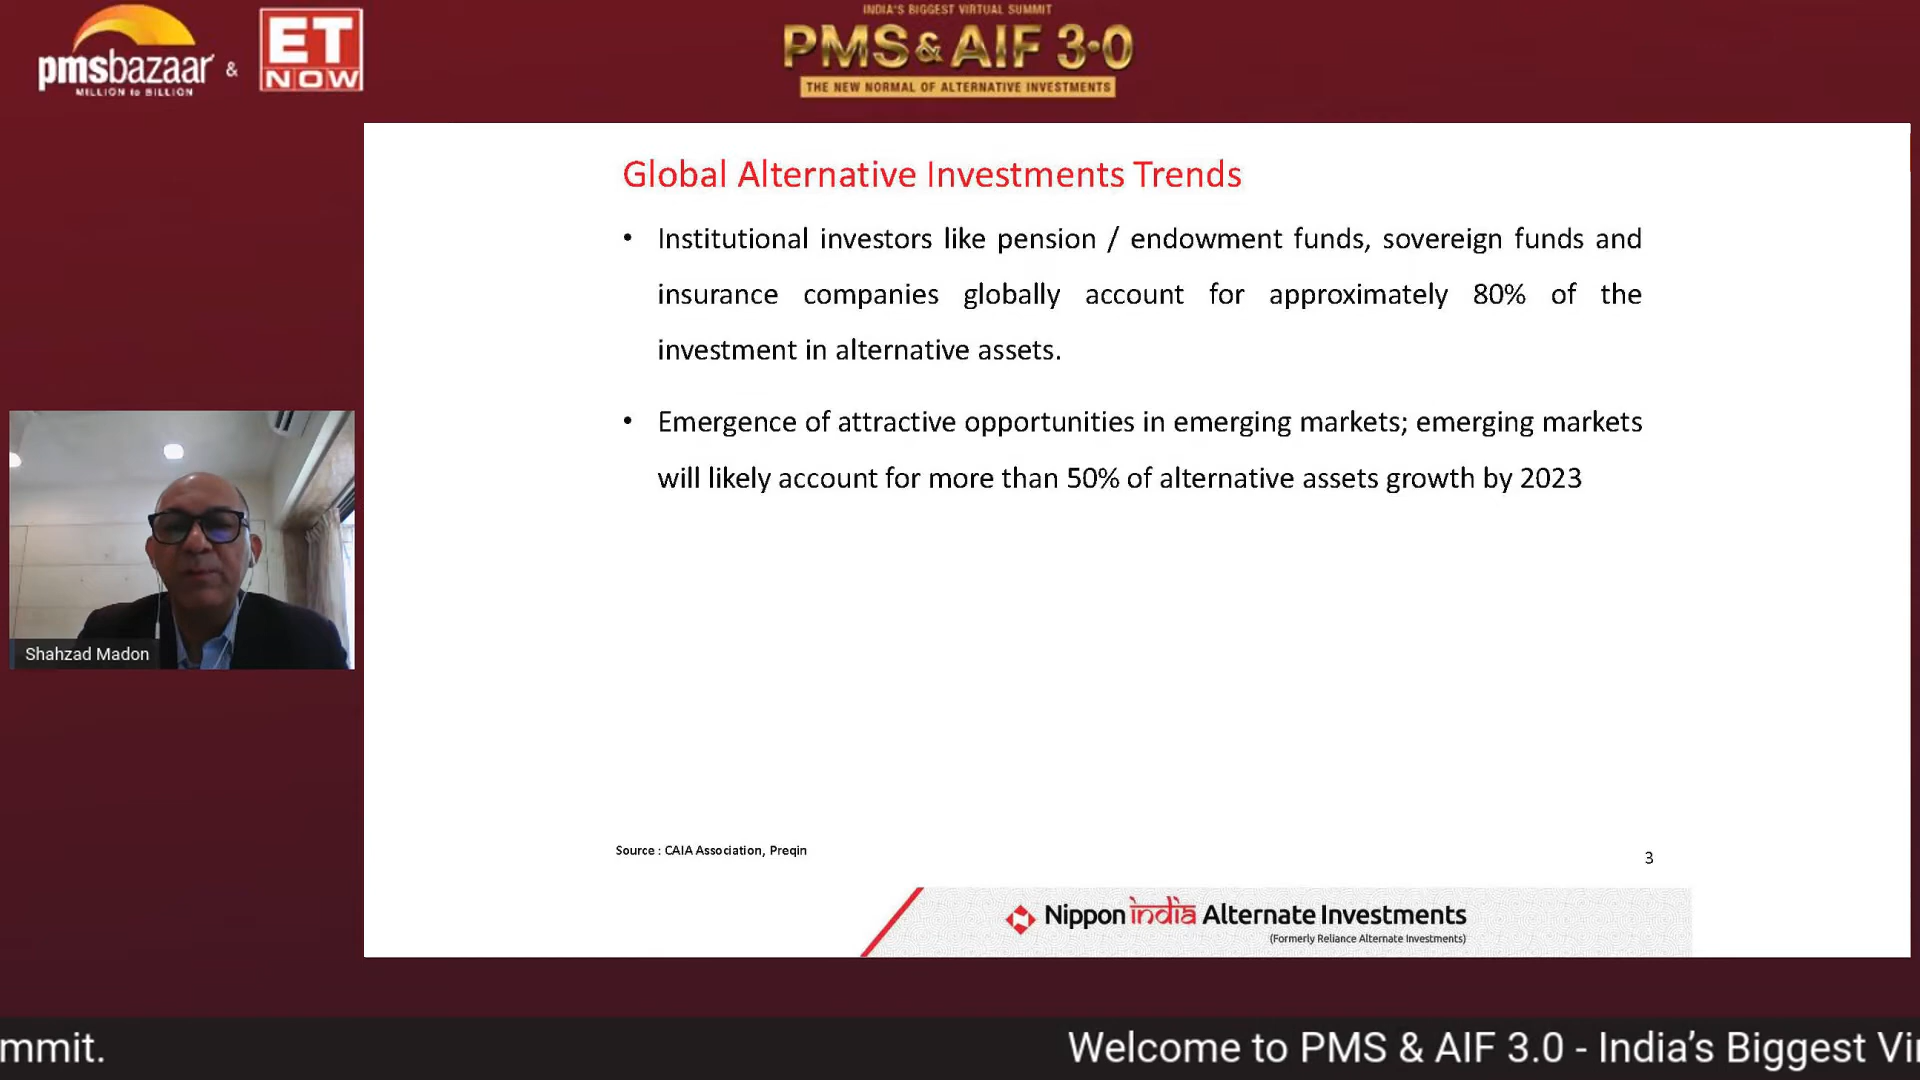 pmsbazaar
MILLION to BILLION
&
ET
NOW
INDIA'S BIGGEST VIRTUAL SUMMIT
PMS & AIF 3·0
THE NEW NORMAL OF ALTERNATIVE INVESTMENTS
Global Alternative Investments Trends
• Institutional investors like pension / endowment funds, sovereign funds and
insurance companies globally account for approximately 80% of the
investment in alternative assets.
• Emergence of attractive opportunities in emerging markets; emerging markets
will likely account for more than 50% of alternative assets growth by 2023
Shahzad Madon
Source : CAIA Association, Preqin
3
Nippon india Alternate Investments
(Formerly Reliance Alternate Investments)
mmit.
Welcome to PMS & AIF 3.0 - India’s Biggest Vi